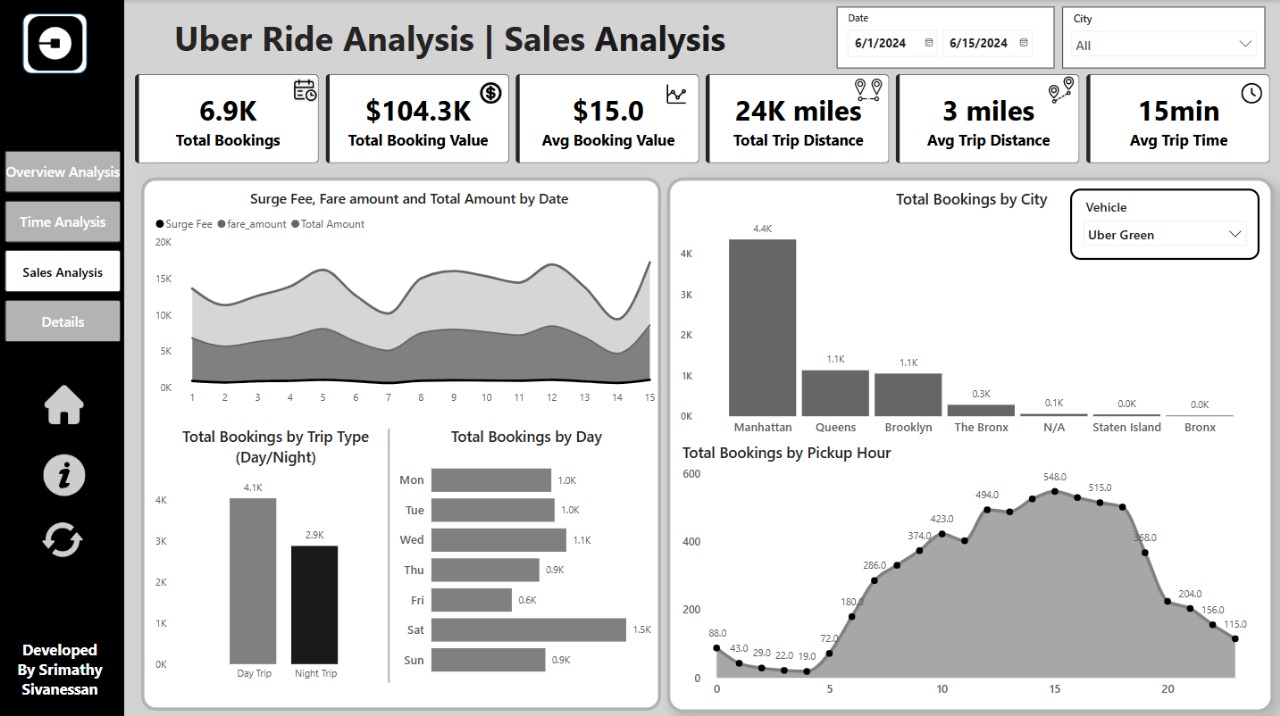 Uber Ride Analysis | Sales Analysis
Date
6/1/2024
6/15/2024
City
All
6.9K
Total Bookings
$104.3K
Total Booking Value
$15.0
Avg Booking Value
24K miles
Total Trip Distance
3 miles
Avg Trip Distance
15min
Avg Trip Time
Overview Analysis
Time Analysis
Sales Analysis
Details
Developed
By Srimathy
Sivanessan
Surge Fee, Fare amount and Total Amount by Date
Surge Fee fare_amount Total Amount
20K
15K
10K
5K
0K
1 2 3 4 5 6 7 8 9 10 11 12 13 14 15
Total Bookings by Trip Type
(Day/Night)
4K
3K
2K
1K
0K
4.1K
2.9K
Day Trip
Night Trip
Total Bookings by Day
Mon 1.0K
Tue 1.0K
Wed 1.1K
Thu 0.9K
Fri 0.6K
Sat 1.5K
Sun 0.9K
Total Bookings by City
Vehicle
Uber Green
4K
3K
2K
1K
0K
4.4K
1.1K
1.1K
0.3K
0.1K
0.0K
0.0K
Manhattan Queens Brooklyn The Bronx N/A Staten Island Bronx
Total Bookings by Pickup Hour
600
400
200
0
88.0
43.0
29.0
22.0
19.0
72.0
180.0
286.0
374.0
423.0
494.0
548.0
515.0
368.0
204.0
156.0
115.0
0 5 10 15 20